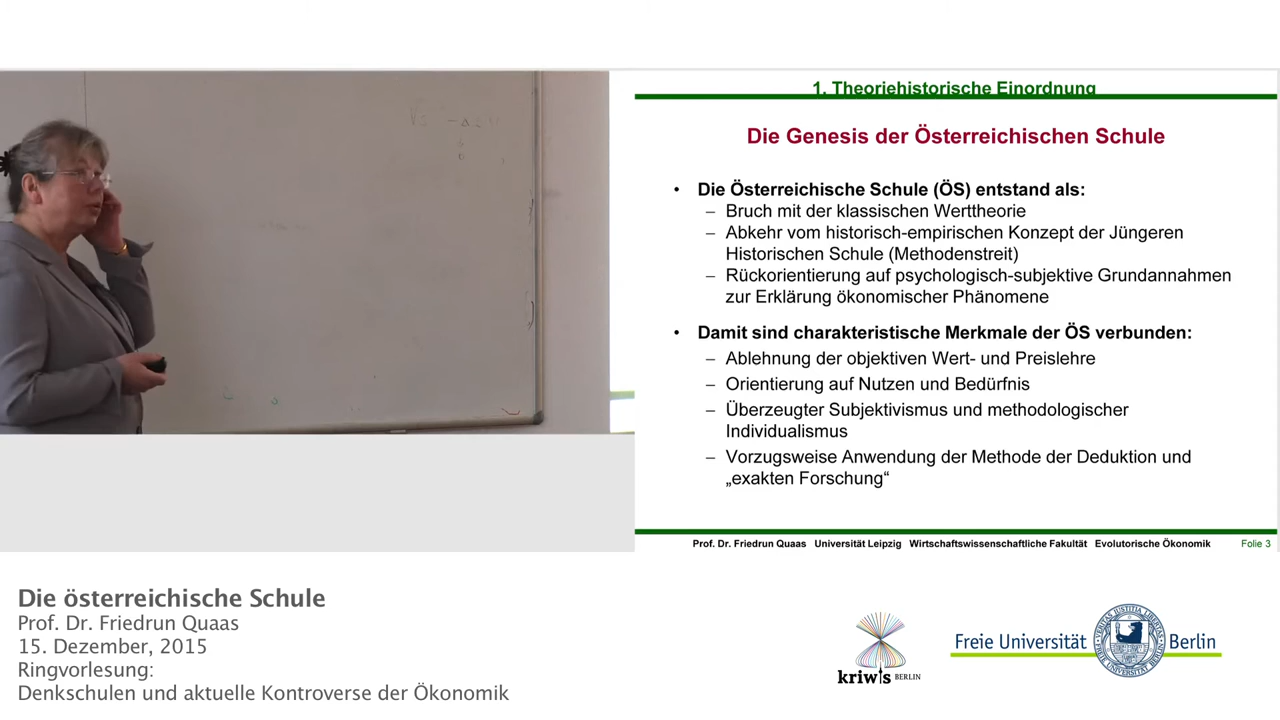 1. Theoriehistorische Einordnung
Die Genesis der Österreichischen Schule
• Die Österreichische Schule (ÖS) entstand als:
– Bruch mit der klassischen Werttheorie
– Abkehr vom historisch-empirischen Konzept der Jüngeren
Historischen Schule (Methodenstreit)
– Rückorientierung auf psychologisch-subjektive Grundannahmen
zur Erklärung ökonomischer Phänomene
• Damit sind charakteristische Merkmale der ÖS verbunden:
– Ablehnung der objektiven Wert- und Preislehre
– Orientierung auf Nutzen und Bedürfnis
– Überzeugter Subjektivismus und methodologischer
Individualismus
– Vorzugsweise Anwendung der Methode der Deduktion und
„exakten Forschung“
Prof. Dr. Friedrun Quaas Universität Leipzig Wirtschaftswissenschaftliche Fakultät Evolutorische Ökonomik Folie 3
Die österreichische Schule
Prof. Dr. Friedrun Quaas
15. Dezember, 2015
Ringvorlesung:
Denkschulen und aktuelle Kontroverse der Ökonomik
kriwis BERLIN
Freie Universität Berlin